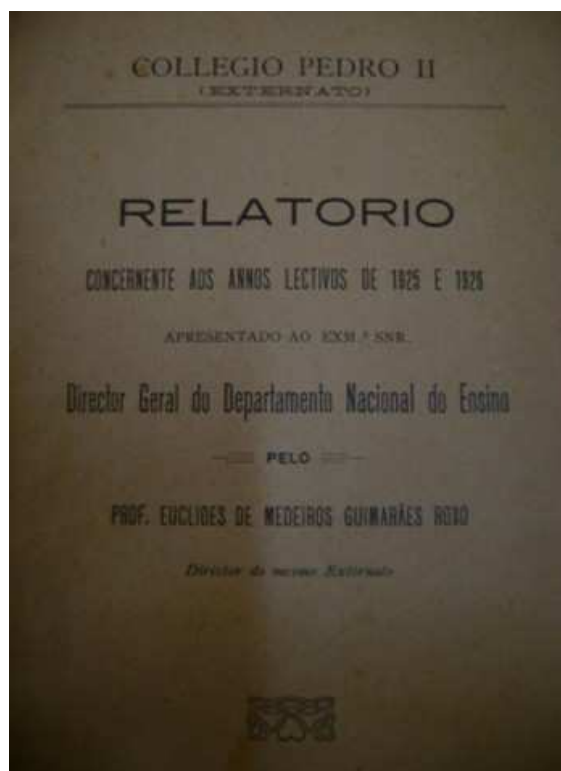 COLLEGIO PEDRO II
(EXTERNATO)
RELATORIO
CONCERNENTE AOS ANNOS LECTIVOS DE 1925 E 1926
APRESENTADO AO EXM.º SNR.
Director Geral do Departamento Nacional do Ensino
PELO
PROF. EUCLIDES DE MEDEIROS GUIMARÃES ROXO
Director do mesmo Externato